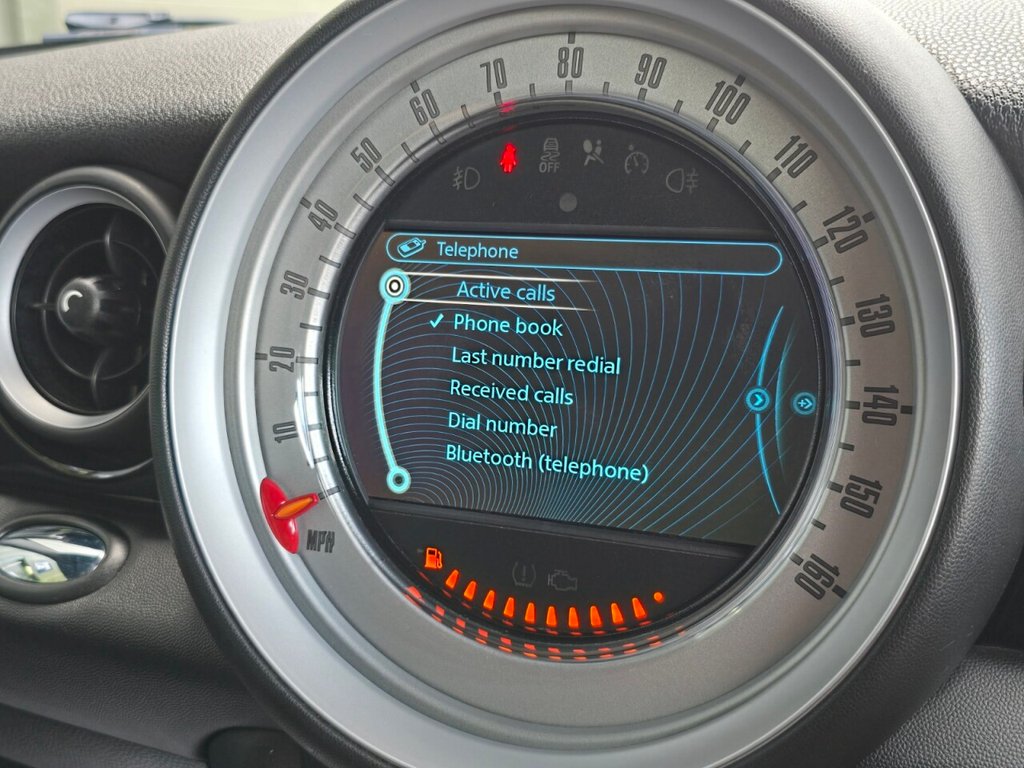 10
20
30
40
50
60
70
80
90
100
110
120
130
140
150
160
MPH
OFF
Telephone
Active calls
Phone book
Last number redial
Received calls
Dial number
Bluetooth (telephone)